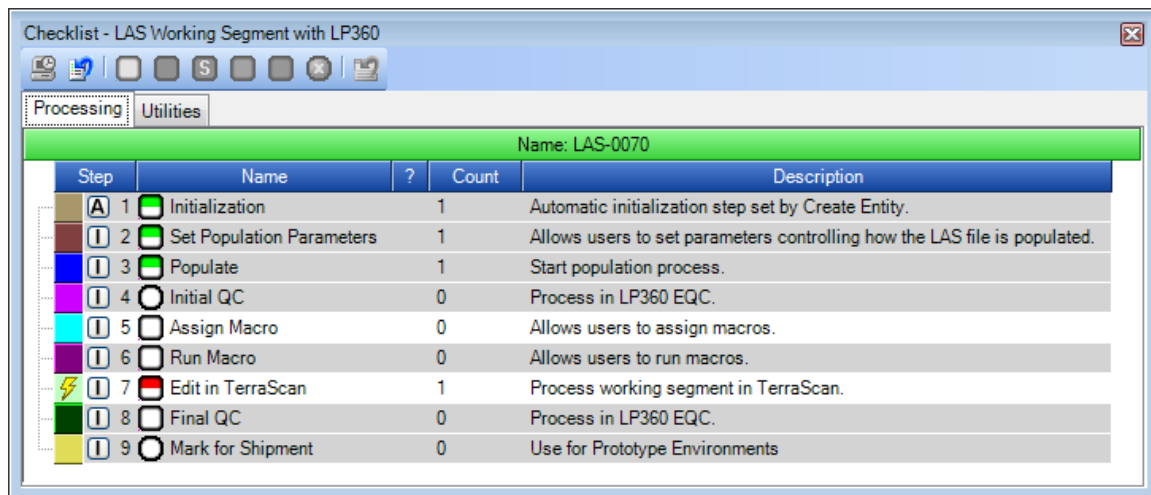 Checklist - LAS Working Segment with LP360
S
Processing Utilities
Name: LAS-0070
Step Name ? Count Description
A 1 Initialization 1 Automatic initialization step set by Create Entity.
I 2 Set Population Parameters 1 Allows users to set parameters controlling how the LAS file is populated.
I 3 Populate 1 Start population process.
I 4 Initial QC 0 Process in LP360 EQC.
I 5 Assign Macro 0 Allows users to assign macros.
I 6 Run Macro 0 Allows users to run macros.
I 7 Edit in TerraScan 1 Process working segment in TerraScan.
I 8 Final QC 0 Process in LP360 EQC.
I 9 Mark for Shipment 0 Use for Prototype Environments